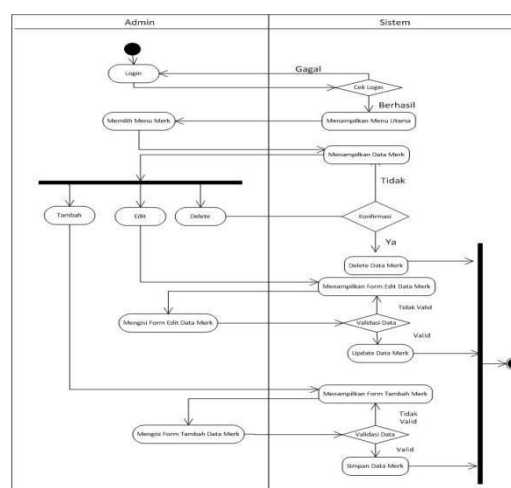 Admin
Sistem
Login
Gagal
Cek Login
Berhasil
Memilih Menu Merk
Menampilkan Menu Utama
Menampilkan Data Merk
Tidak
Tambah
Edit
Delete
Konfirmasi
Ya
Delete Data Merk
Menampilkan Form Edit Data Merk
Tidak Valid
Mengisi Form Edit Data Merk
Validasi Data
Valid
Update Data Merk
Menampilkan Form Tambah Merk
Tidak
Valid
Mengisi Form Tambah Data Merk
Validasi Data
Valid
Simpan Data Merk